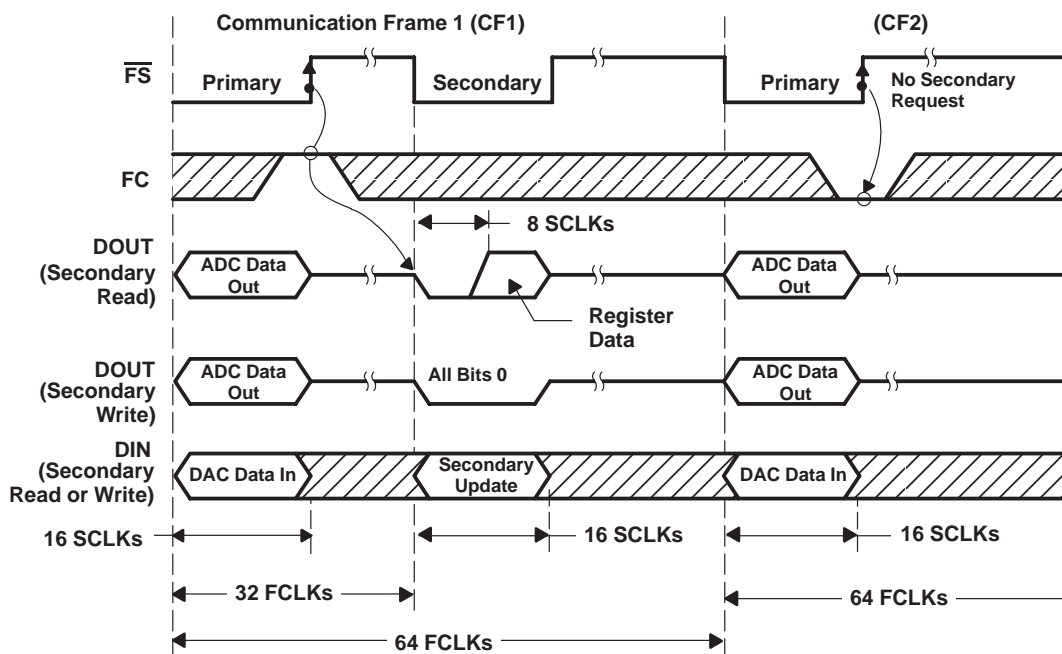 Communication Frame 1 (CF1)
(CF2)
FS
Primary
Secondary
Primary
No Secondary
Request
FC
8 SCLKs
DOUT
(Secondary
Read)
ADC Data
Out
ADC Data
Out
Register
Data
DOUT
(Secondary
Write)
ADC Data
Out
All Bits 0
ADC Data
Out
DIN
(Secondary
Read or Write)
DAC Data In
Secondary
Update
DAC Data In
16 SCLKs
16 SCLKs
16 SCLKs
32 FCLKs
64 FCLKs
64 FCLKs